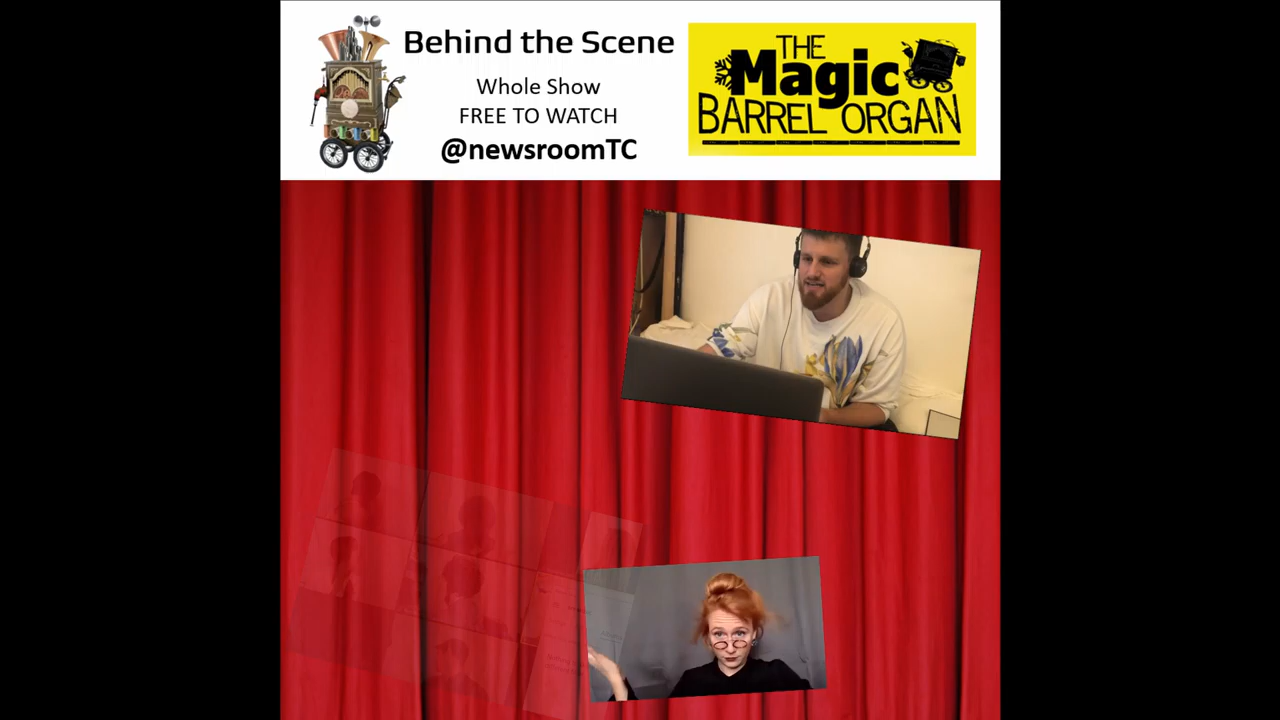 Behind the Scene
Whole Show
FREE TO WATCH
@newsroomTC
THE
Magic
BARREL ORGAN